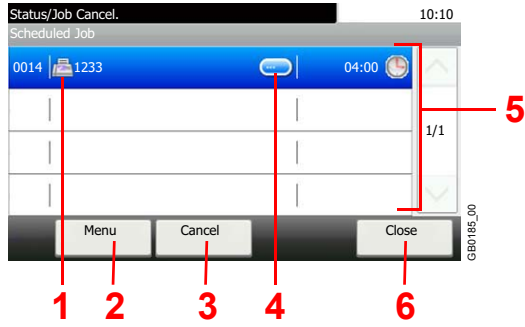 Status/Job Cancel. 10:10
Scheduled Job
0014 1233 04:00
5
1/1
Menu Cancel Close
GB0185_00
1 2 3 4 6